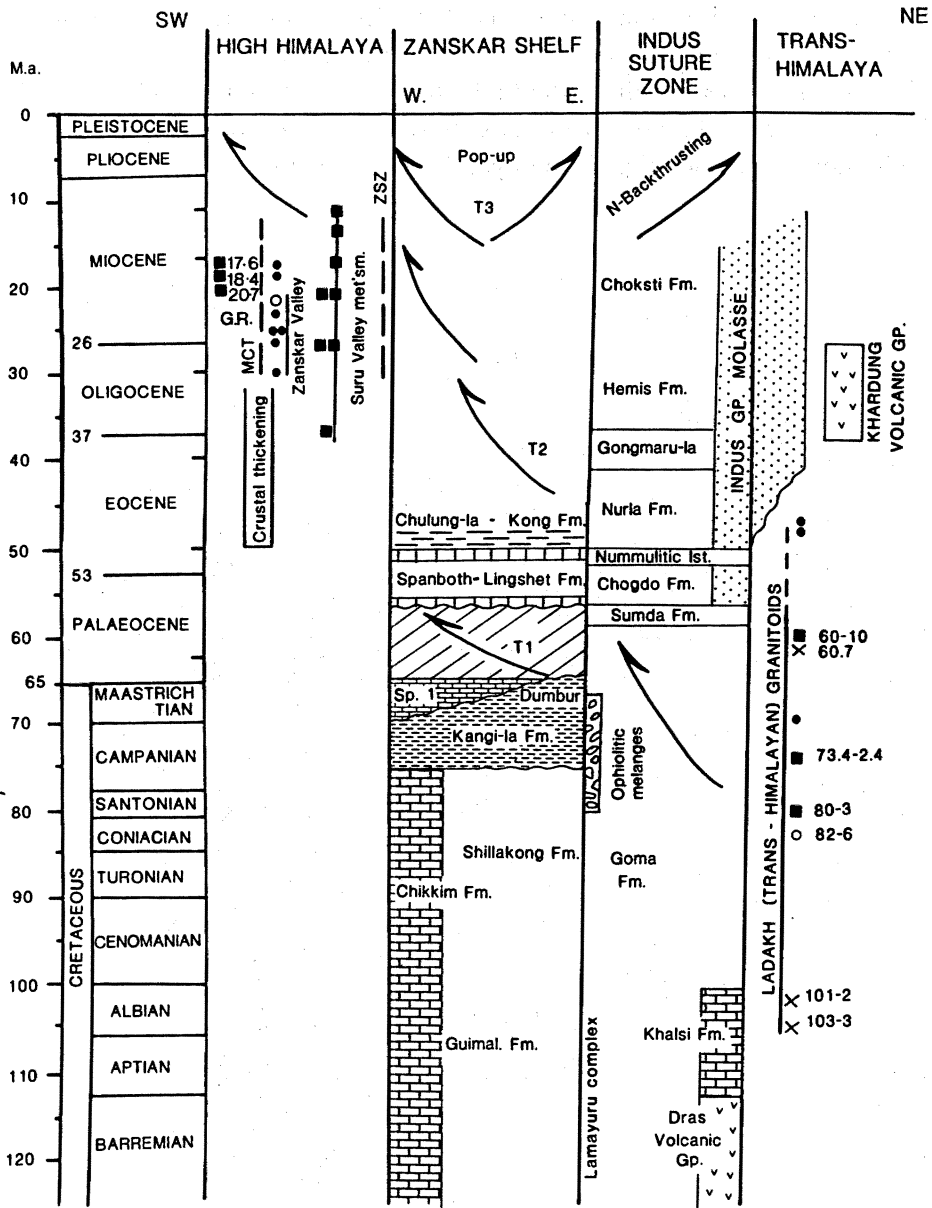 SW
NE
M.a.
HIGH HIMALAYA
ZANSKAR SHELF
W. E.
INDUS
SUTURE
ZONE
TRANS-
HIMALAYA
0
10
20
30
40
50
60
65
70
80
90
100
110
120
PLEISTOCENE
PLIOCENE
MIOCENE
26
OLIGOCENE
37
EOCENE
53
PALAEOCENE
CRETACEOUS
MAASTRICH
TIAN
CAMPANIAN
SANTONIAN
CONIACIAN
TURONIAN
CENOMANIAN
ALBIAN
APTIAN
BARREMIAN
17·6
18·4
20·7
G.R.
MCT
Crustal thickening
Zanskar Valley
Suru Valley met'sm.
ZSZ
Pop-up
T3
T2
Chulung-la - Kong Fm.
Spanboth-Lingshet Fm.
T1
Sp. 1
Dumbur
Kangi-la Fm.
Shillakong Fm.
Chikkim Fm.
Guimal. Fm.
N-Backthrusting
Choksti Fm.
Hemis Fm.
Gongmaru-la
Nurla Fm.
Nummulitic lst.
Chogdo Fm.
Sumda Fm.
INDUS GP. MOLASSE
Ophiolitic
melanges
Goma
Fm.
Lamayuru complex
Khalsi Fm.
Dras
Volcanic
Gp.
KHARDUNG
VOLCANIC GP.
LADAKH (TRANS - HIMALAYAN) GRANITOIDS
60-10
60.7
73.4-2.4
80-3
82-6
101-2
103-3